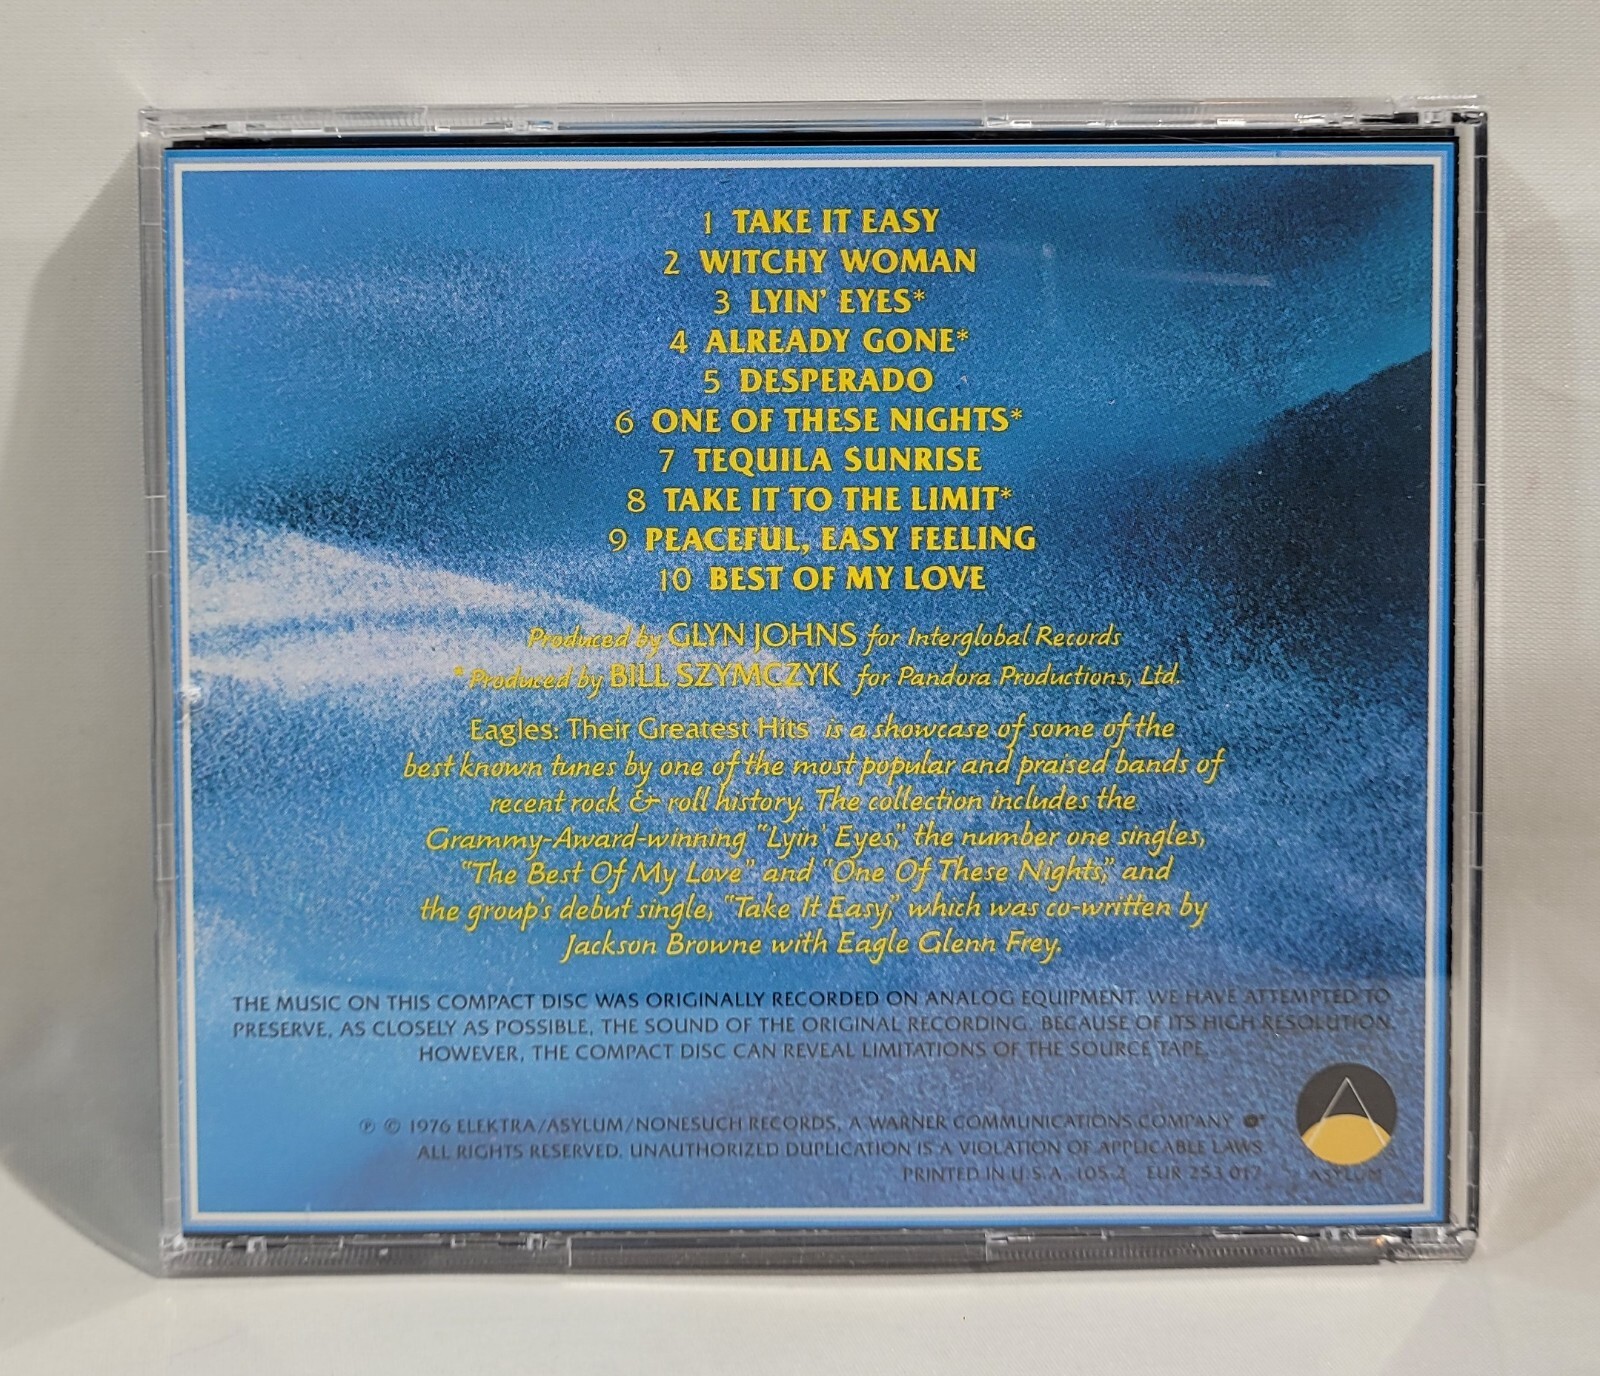 1 TAKE IT EASY
2 WITCHY WOMAN
3 LYIN' EYES*
4 ALREADY GONE*
5 DESPERADO
6 ONE OF THESE NIGHTS*
7 TEQUILA SUNRISE
8 TAKE IT TO THE LIMIT*
9 PEACEFUL, EASY FEELING
10 BEST OF MY LOVE
Produced by GLYN JOHNS for Interglobal Records
*Produced by BILL SZYMCZYK for Pandora Productions, Ltd.
Eagles: Their Greatest Hits is a showcase of some of the
best known tunes by one of the most popular and praised bands of
recent rock & roll history. The collection includes the
Grammy-Award-winning "Lyin' Eyes," the number one singles,
"The Best Of My Love" and "One Of These Nights," and
the group's debut single, "Take It Easy," which was co-written by
Jackson Browne with Eagle Glenn Frey.
THE MUSIC ON THIS COMPACT DISC WAS ORIGINALLY RECORDED ON ANALOG EQUIPMENT. WE HAVE ATTEMPTED TO
PRESERVE, AS CLOSELY AS POSSIBLE, THE SOUND OF THE ORIGINAL RECORDING. BECAUSE OF ITS HIGH RESOLUTION,
HOWEVER, THE COMPACT DISC CAN REVEAL LIMITATIONS OF THE SOURCE TAPE.
℗ © 1976 ELEKTRA/ASYLUM/NONESUCH RECORDS, A WARNER COMMUNICATIONS COMPANY
ALL RIGHTS RESERVED. UNAUTHORIZED DUPLICATION IS A VIOLATION OF APPLICABLE LAWS.
PRINTED IN U.S.A. 105-2 EUR 253 017
ASYLUM